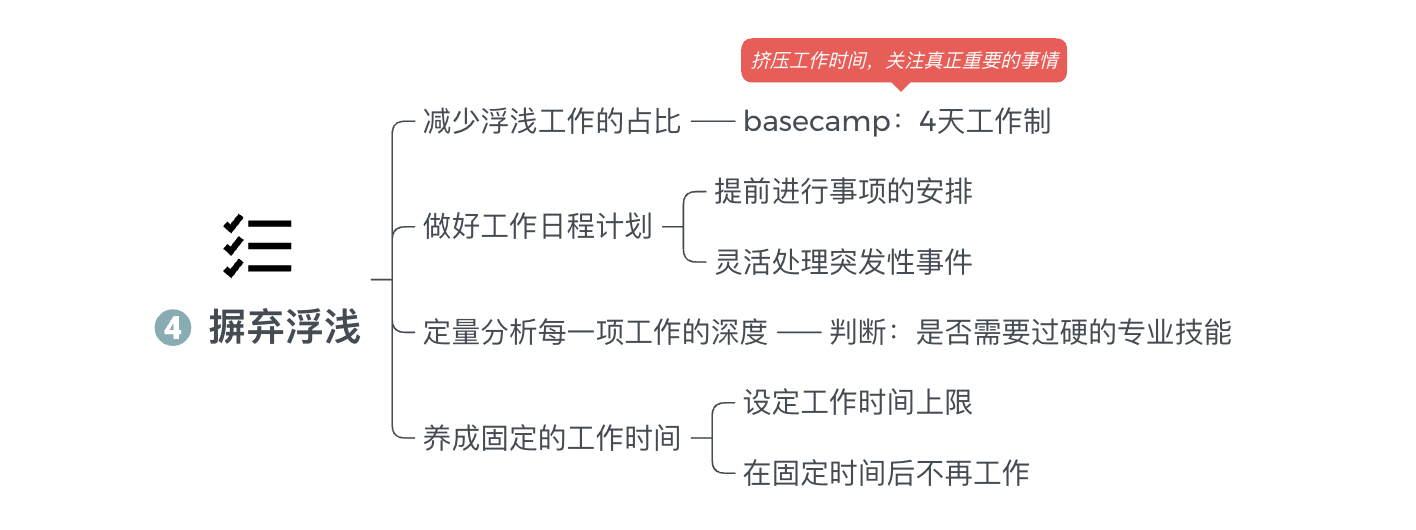 挤压工作时间，关注真正重要的事情
减少浮浅工作的占比
basecamp：4天工作制
做好工作日程计划
提前进行事项的安排
灵活处理突发性事件
4 摒弃浮浅
定量分析每一项工作的深度
判断：是否需要过硬的专业技能
养成固定的工作时间
设定工作时间上限
在固定时间后不再工作